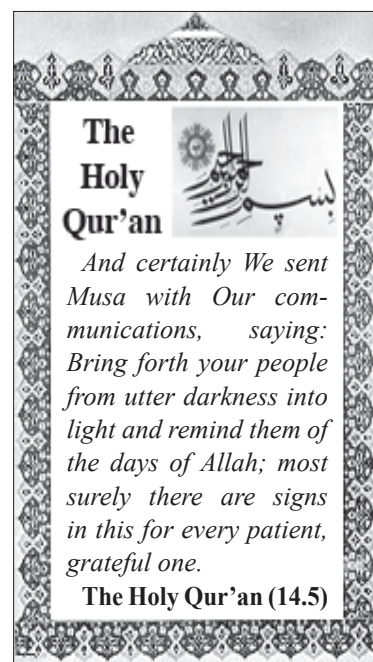 The
Holy
Qur'an
بسم الله الرحمن الرحيم
And certainly We sent
Musa with Our com-
munications, saying:
Bring forth your people
from utter darkness into
light and remind them of
the days of Allah; most
surely there are signs
in this for every patient,
grateful one.
The Holy Qur'an (14.5)